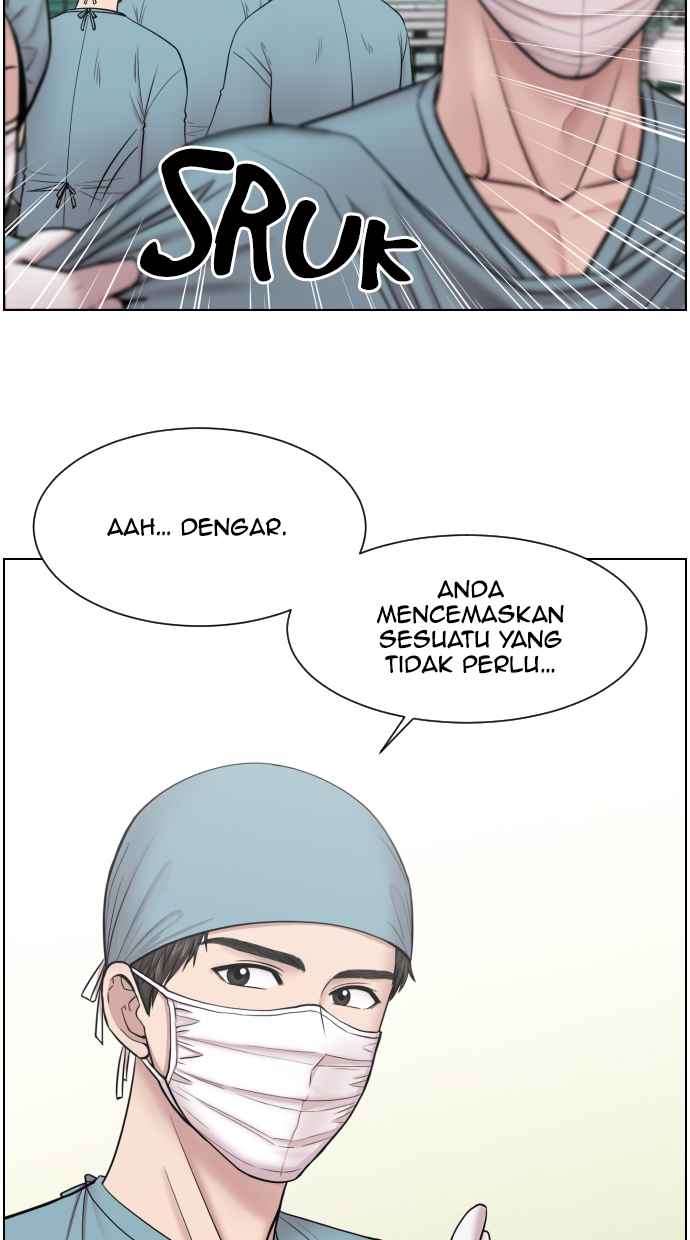 SRUK
AAH... DENGAR.
ANDA
MENCEMASKAN
SESUATU YANG
TIDAK PERLU...